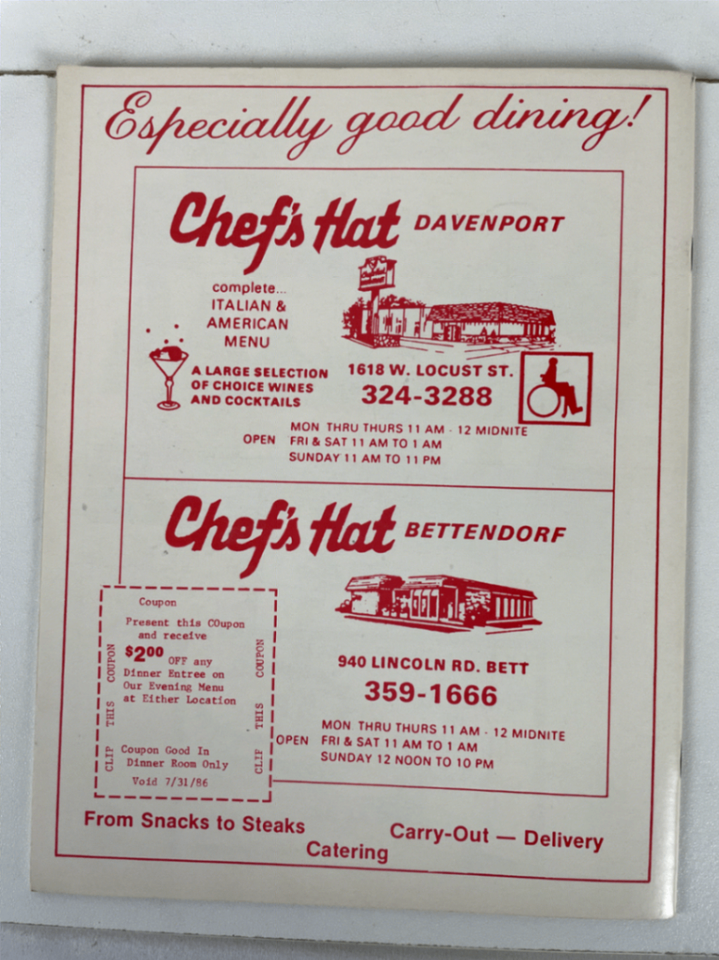 Especially good dining!
Chef's Hat DAVENPORT
complete...
ITALIAN &
AMERICAN
MENU
A LARGE SELECTION
OF CHOICE WINES
AND COCKTAILS
1618 W. LOCUST ST.
324-3288
MON THRU THURS 11 AM - 12 MIDNITE
OPEN FRI & SAT 11 AM TO 1 AM
SUNDAY 11 AM TO 11 PM
Chef's Hat BETTENDORF
940 LINCOLN RD. BETT
359-1666
MON THRU THURS 11 AM - 12 MIDNITE
OPEN FRI & SAT 11 AM TO 1 AM
SUNDAY 12 NOON TO 10 PM
Coupon
Present this COupon
and receive
$200 OFF any
Dinner Entree on
Our Evening Menu
at Either Location
Coupon Good In
Dinner Room Only
Void 7/31/86
CLIP THIS COUPON
CLIP THIS COUPON
From Snacks to Steaks
Carry-Out — Delivery
Catering